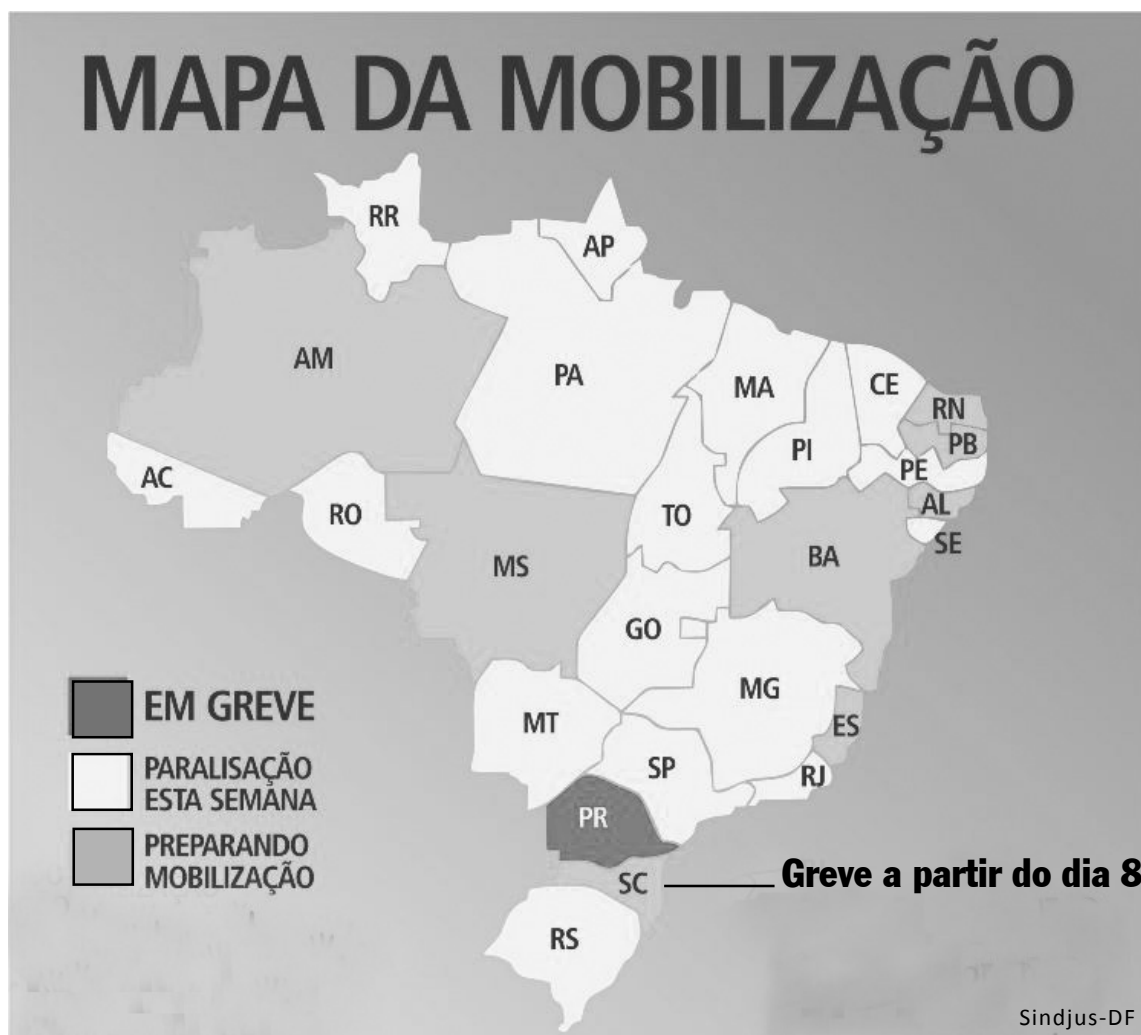 MAPA DA MOBILIZAÇÃO
RR
AP
AM
PA
MA
CE
RN
PB
PI
PE
AC
AL
RO
TO
SE
MS
BA
GO
MG
EM GREVE
MT
ES
SP
RJ
PARALISAÇÃO
ESTA SEMANA
PR
PREPARANDO
MOBILIZAÇÃO
SC
Greve a partir do dia 8
RS
Sindjus-DF